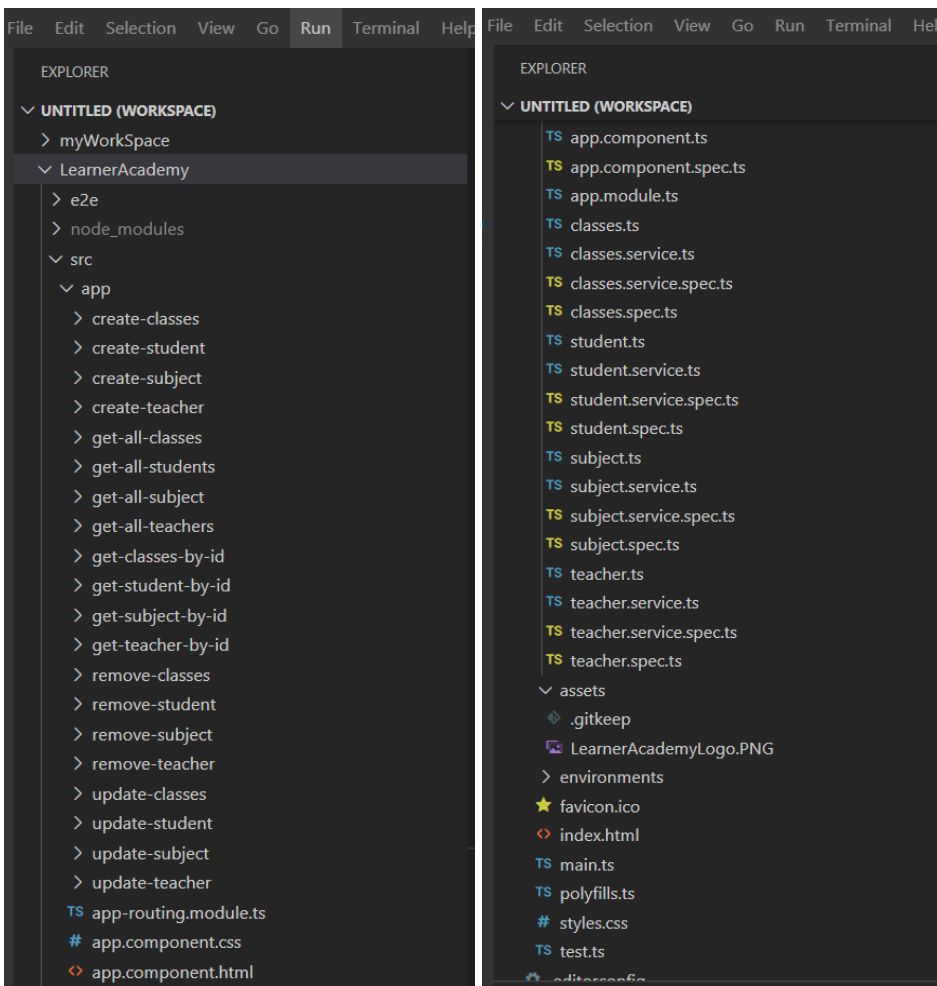 File Edit Selection View Go Run Terminal Help
EXPLORER
UNTITLED (WORKSPACE)
myWorkSpace
LearnerAcademy
e2e
node_modules
src
app
create-classes
create-student
create-subject
create-teacher
get-all-classes
get-all-students
get-all-subject
get-all-teachers
get-classes-by-id
get-student-by-id
get-subject-by-id
get-teacher-by-id
remove-classes
remove-student
remove-subject
remove-teacher
update-classes
update-student
update-subject
update-teacher
TS app-routing.module.ts
# app.component.css
<> app.component.html
File Edit Selection View Go Run Terminal Hel
EXPLORER
UNTITLED (WORKSPACE)
TS app.component.ts
TS app.component.spec.ts
TS app.module.ts
TS classes.ts
TS classes.service.ts
TS classes.service.spec.ts
TS classes.spec.ts
TS student.ts
TS student.service.ts
TS student.service.spec.ts
TS student.spec.ts
TS subject.ts
TS subject.service.ts
TS subject.service.spec.ts
TS subject.spec.ts
TS teacher.ts
TS teacher.service.ts
TS teacher.service.spec.ts
TS teacher.spec.ts
assets
.gitkeep
LearnerAcademyLogo.PNG
environments
favicon.ico
<> index.html
TS main.ts
TS polyfills.ts
# styles.css
TS test.ts
.editorconfig